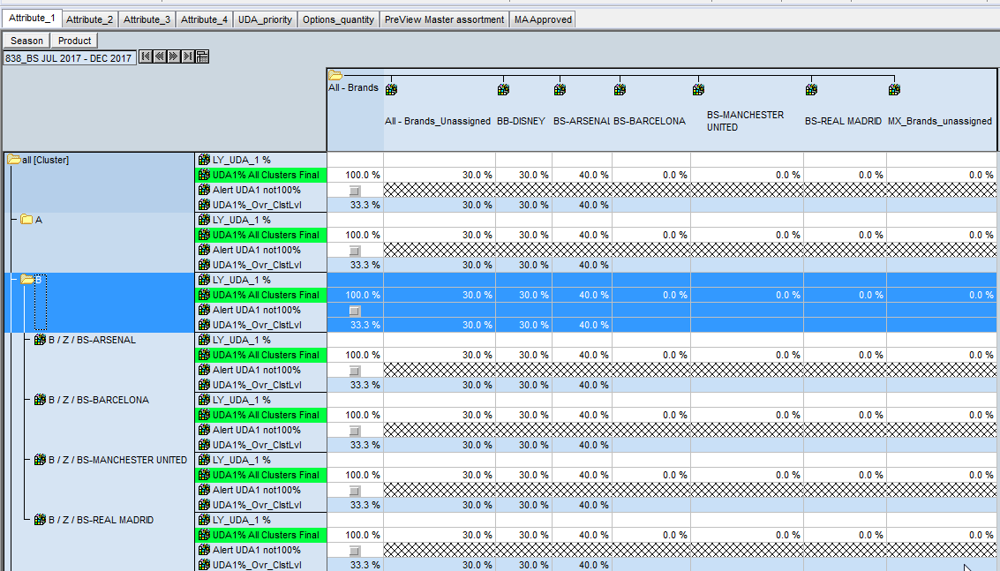 Attribute_1 Attribute_2 Attribute_3 Attribute_4 UDA_priority Options_quantity PreView Master assortment MAApproved
Season Product
838_BS JUL 2017 - DEC 2017
All - Brands
All - Brands_Unassigned BB-DISNEY BS-ARSENAL BS-BARCELONA BS-MANCHESTER UNITED BS-REAL MADRID MX_Brands_unassigned
all [Cluster] LY_UDA_1 %
UDA1% All Clusters Final 100.0 % 30.0 % 30.0 % 40.0 % 0.0 % 0.0 % 0.0 % 0.0 %
Alert UDA1 not100%
UDA1%_Ovr_ClstLvl 33.3 % 30.0 % 30.0 % 40.0 %
A LY_UDA_1 %
UDA1% All Clusters Final 100.0 % 30.0 % 30.0 % 40.0 % 0.0 % 0.0 % 0.0 % 0.0 %
Alert UDA1 not100%
UDA1%_Ovr_ClstLvl 33.3 % 30.0 % 30.0 % 40.0 %
B LY_UDA_1 %
UDA1% All Clusters Final 100.0 % 30.0 % 30.0 % 40.0 % 0.0 % 0.0 % 0.0 % 0.0 %
Alert UDA1 not100%
UDA1%_Ovr_ClstLvl 33.3 % 30.0 % 30.0 % 40.0 %
B / Z / BS-ARSENAL LY_UDA_1 %
UDA1% All Clusters Final 100.0 % 30.0 % 30.0 % 40.0 % 0.0 % 0.0 % 0.0 % 0.0 %
Alert UDA1 not100%
UDA1%_Ovr_ClstLvl 33.3 % 30.0 % 30.0 % 40.0 %
B / Z / BS-BARCELONA LY_UDA_1 %
UDA1% All Clusters Final 100.0 % 30.0 % 30.0 % 40.0 % 0.0 % 0.0 % 0.0 % 0.0 %
Alert UDA1 not100%
UDA1%_Ovr_ClstLvl 33.3 % 30.0 % 30.0 % 40.0 %
B / Z / BS-MANCHESTER UNITED LY_UDA_1 %
UDA1% All Clusters Final 100.0 % 30.0 % 30.0 % 40.0 % 0.0 % 0.0 % 0.0 % 0.0 %
Alert UDA1 not100%
UDA1%_Ovr_ClstLvl 33.3 % 30.0 % 30.0 % 40.0 %
B / Z / BS-REAL MADRID LY_UDA_1 %
UDA1% All Clusters Final 100.0 % 30.0 % 30.0 % 40.0 % 0.0 % 0.0 % 0.0 % 0.0 %
Alert UDA1 not100%
UDA1%_Ovr_ClstLvl 33.3 % 30.0 % 30.0 % 40.0 %